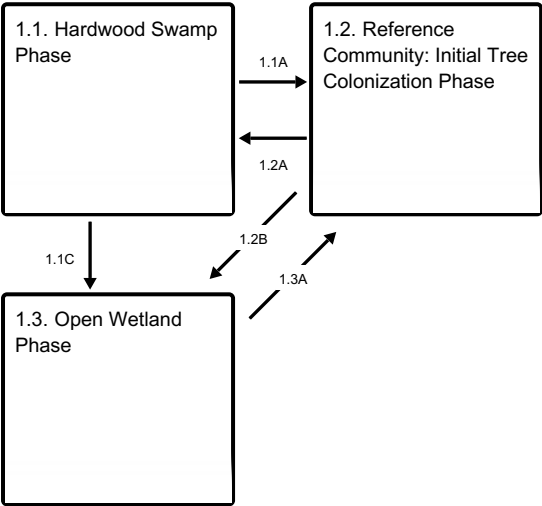 1.1. Hardwood Swamp
Phase
1.2. Reference
Community: Initial Tree
Colonization Phase
1.1A
1.2A
1.2B
1.1C
1.3A
1.3. Open Wetland
Phase